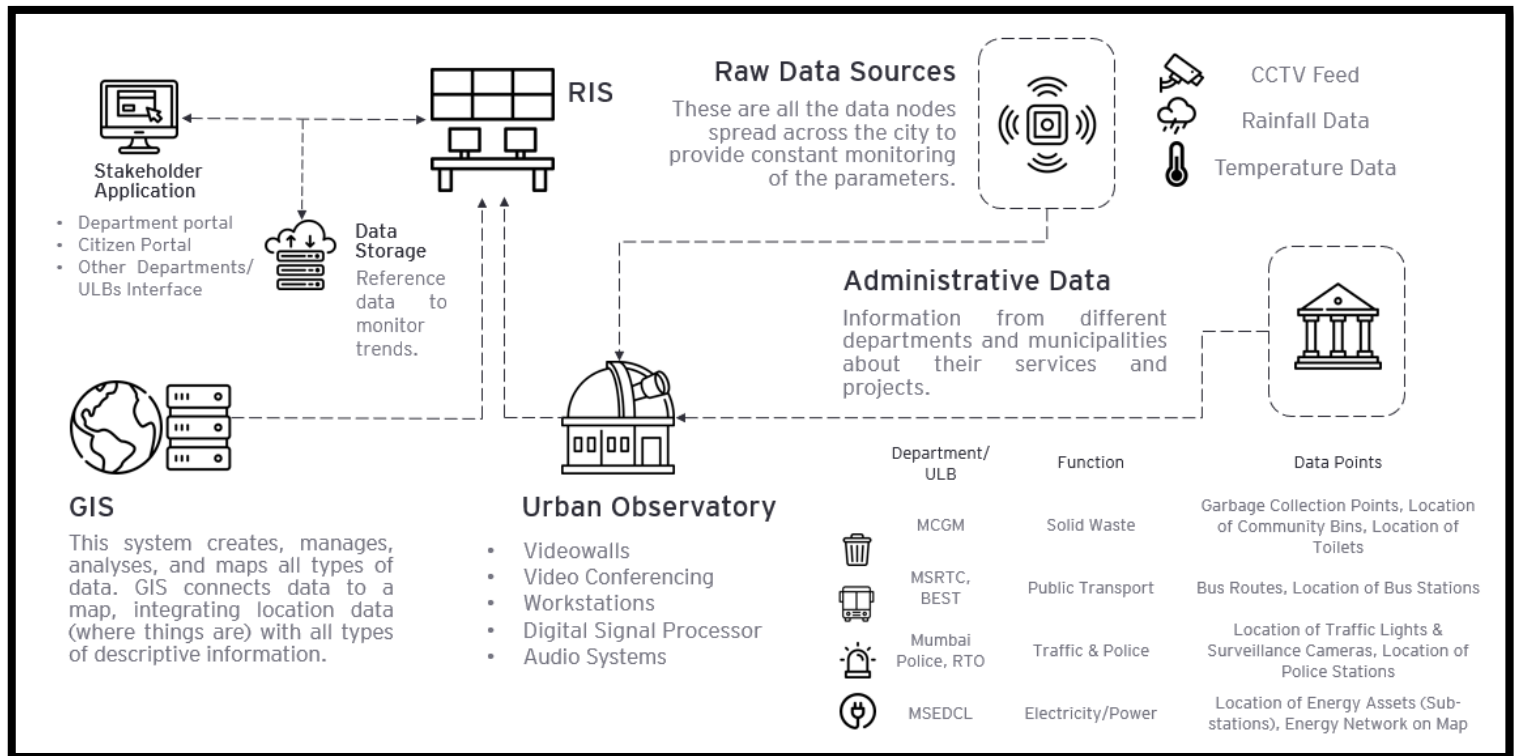 RIS
Stakeholder
Application
• Department portal
• Citizen Portal
• Other Departments/
ULBs Interface
Data
Storage
Reference
data to
monitor
trends.
Raw Data Sources
These are all the data nodes
spread across the city to
provide constant monitoring
of the parameters.
CCTV Feed
Rainfall Data
Temperature Data
Administrative Data
Information from different
departments and municipalities
about their services and
projects.
GIS
This system creates, manages,
analyses, and maps all types of
data. GIS connects data to a
map, integrating location data
(where things are) with all types
of descriptive information.
Urban Observatory
• Videowalls
• Video Conferencing
• Workstations
• Digital Signal Processor
• Audio Systems
Department/
ULB
Function
Data Points
MCGM
Solid Waste
Garbage Collection Points, Location
of Community Bins, Location of
Toilets
MSRTC,
BEST
Public Transport
Bus Routes, Location of Bus Stations
Mumbai
Police, RTO
Traffic & Police
Location of Traffic Lights &
Surveillance Cameras, Location of
Police Stations
MSEDCL
Electricity/Power
Location of Energy Assets (Sub-
stations), Energy Network on Map